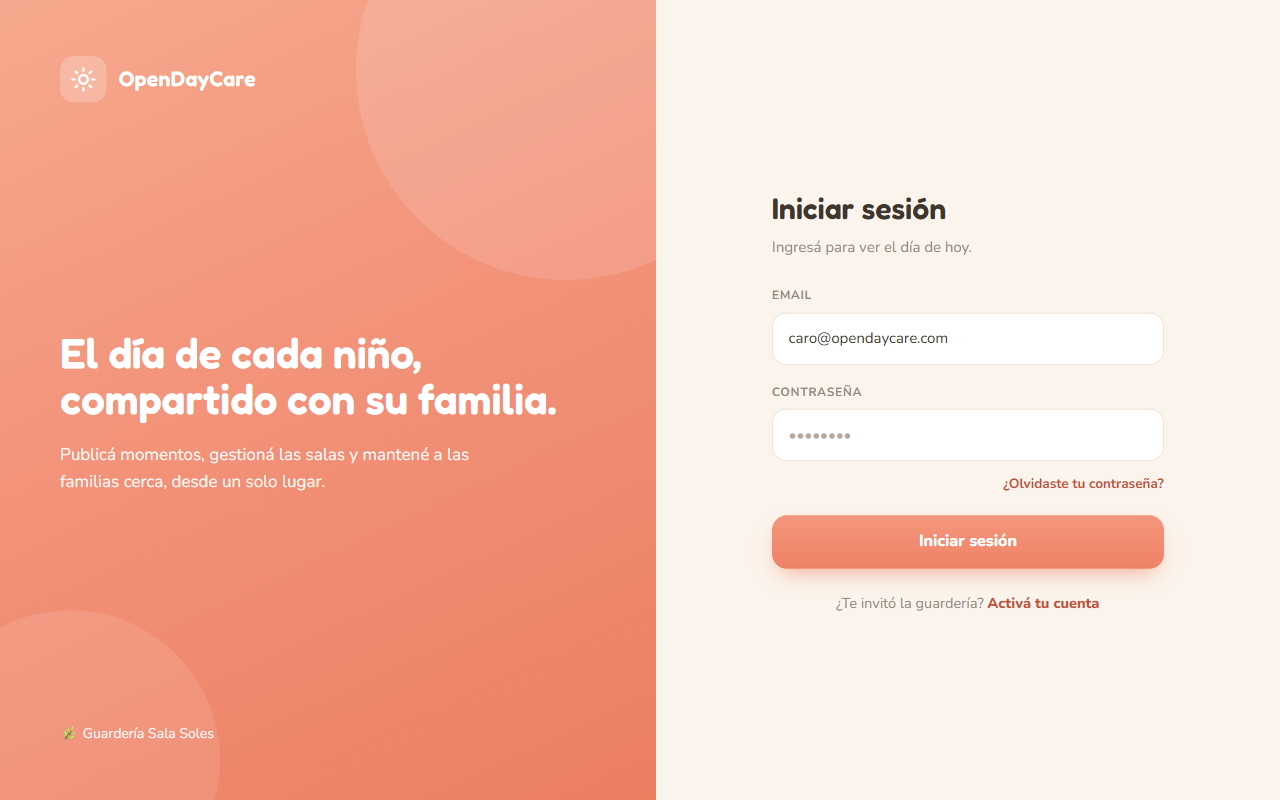 OpenDayCare
El día de cada niño,
compartido con su familia.
Publicá momentos, gestioná las salas y mantené a las
familias cerca, desde un solo lugar.
Guardería Sala Soles
Iniciar sesión
Ingresá para ver el día de hoy.
EMAIL
caro@opendaycare.com
CONTRASEÑA
••••••••
¿Olvidaste tu contraseña?
Iniciar sesión
¿Te invitó la guardería? Activá tu cuenta